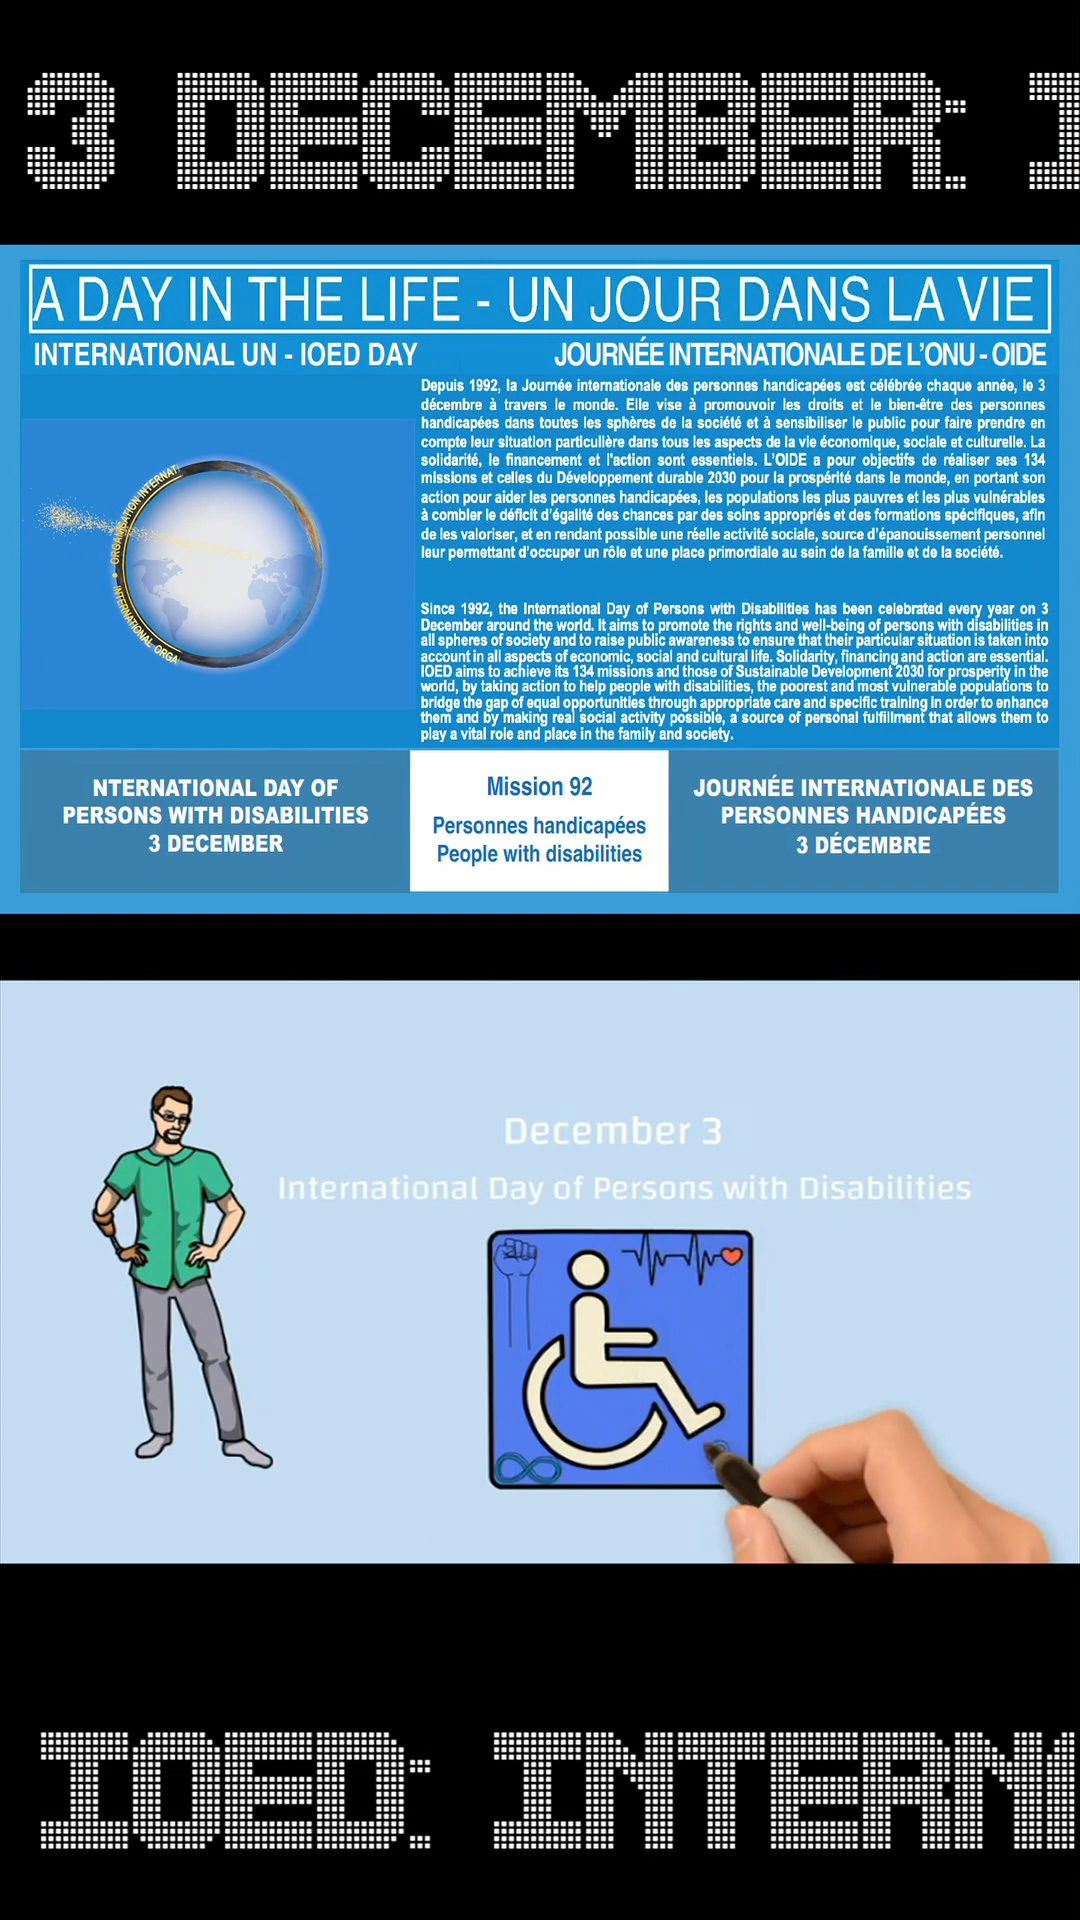 3 DECEMBER: I
A DAY IN THE LIFE - UN JOUR DANS LA VIE
INTERNATIONAL UN - IOED DAY
JOURNÉE INTERNATIONALE DE L'ONU - OIDE
Depuis 1992, la Journée internationale des personnes handicapées est célébrée chaque année, le 3
décembre à travers le monde. Elle vise à promouvoir les droits et le bien-être des personnes
handicapées dans toutes les sphères de la société et à sensibiliser le public pour faire prendre en
compte leur situation particulière dans tous les aspects de la vie économique, sociale et culturelle. La
solidarité, le financement et l'action sont essentiels. L'OIDE a pour objectifs de réaliser ses 134
missions et celles du Développement durable 2030 pour la prospérité dans le monde, en portant son
action pour aider les personnes handicapées, les populations les plus pauvres et les plus vulnérables
à combler le déficit d'égalité des chances par des soins appropriés et des formations spécifiques, afin
de les valoriser, et en rendant possible une réelle activité sociale, source d'épanouissement personnel
leur permettant d'occuper un rôle et une place primordiale au sein de la famille et de la société.
ORGANISATION INTERNAT
INTERNATIONAL ORGA
Since 1992, the International Day of Persons with Disabilities has been celebrated every year on 3
December around the world. It aims to promote the rights and well-being of persons with disabilities in
all spheres of society and to raise public awareness to ensure that their particular situation is taken into
account in all aspects of economic, social and cultural life. Solidarity, financing and action are essential.
IOED aims to achieve its 134 missions and those of Sustainable Development 2030 for prosperity in the
world, by taking action to help people with disabilities, the poorest and most vulnerable populations to
bridge the gap of equal opportunities through appropriate care and specific training in order to enhance
them and by making real social activity possible, a source of personal fulfillment that allows them to
play a vital role and place in the family and society.
NTERNATIONAL DAY OF
PERSONS WITH DISABILITIES
3 DECEMBER
Mission 92
Personnes handicapées
People with disabilities
JOURNÉE INTERNATIONALE DES
PERSONNES HANDICAPÉES
3 DÉCEMBRE
December 3
International Day of Persons with Disabilities
IOED: INTERN